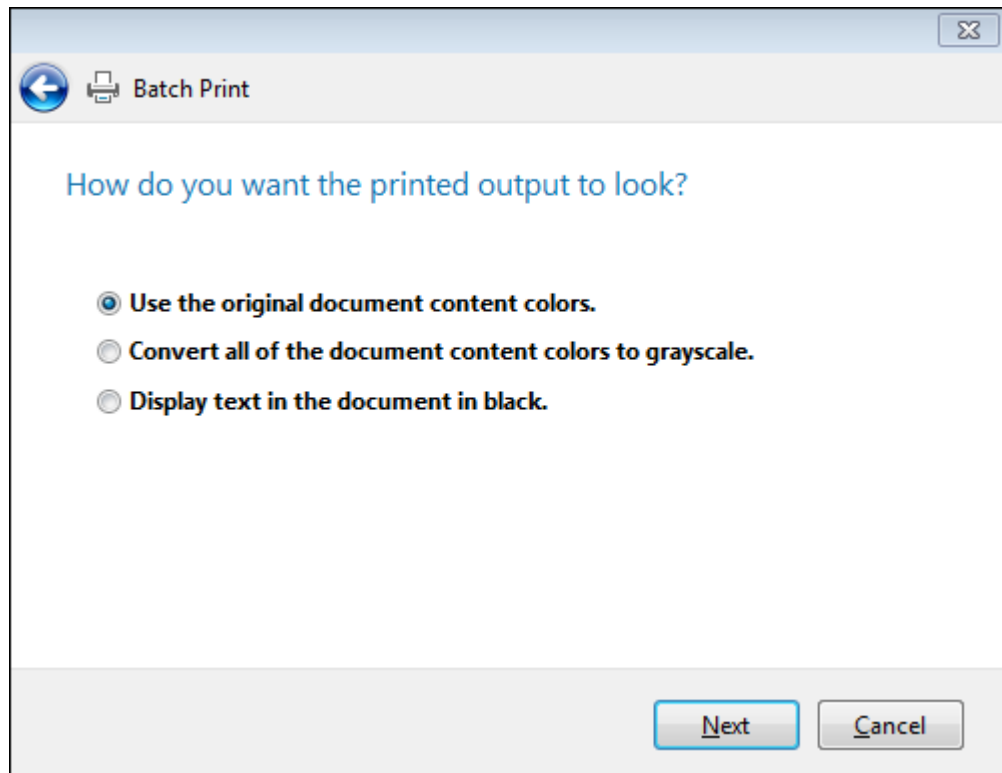 Batch Print
How do you want the printed output to look?
Use the original document content colors.
Convert all of the document content colors to grayscale.
Display text in the document in black.
Next Cancel